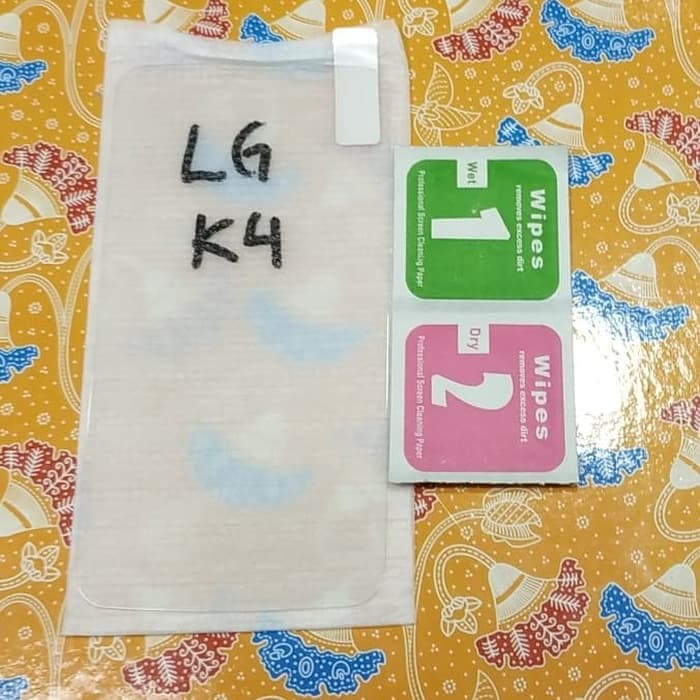 LG
K4
Wipes
removes excess dirt
1
Wet
Professional Screen Cleaning Paper
Wipes
removes excess dirt
2
Dry
Professional Screen Cleaning Paper